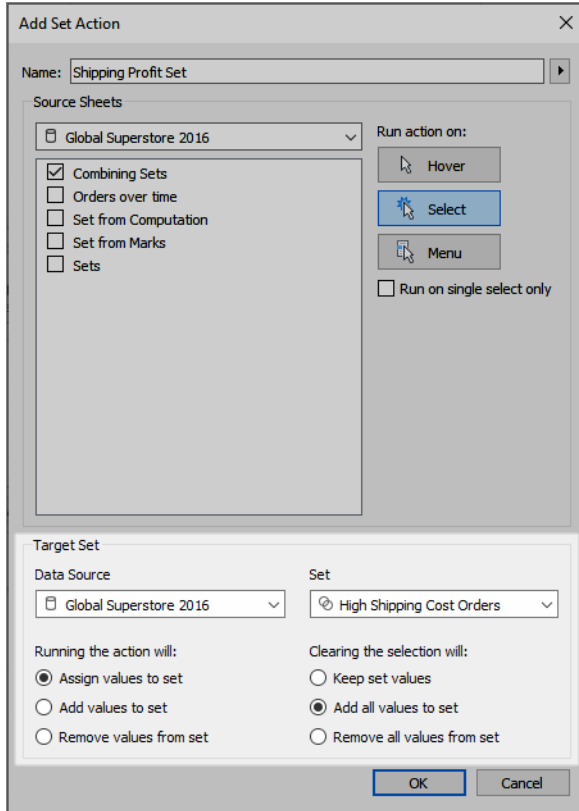 Add Set Action
Name: Shipping Profit Set
Source Sheets
Global Superstore 2016
Combining Sets
Orders over time
Set from Computation
Set from Marks
Sets
Run action on:
Hover
Select
Menu
Run on single select only
Target Set
Data Source
Global Superstore 2016
Set
High Shipping Cost Orders
Running the action will:
Assign values to set
Add values to set
Remove values from set
Clearing the selection will:
Keep set values
Add all values to set
Remove all values from set
OK
Cancel